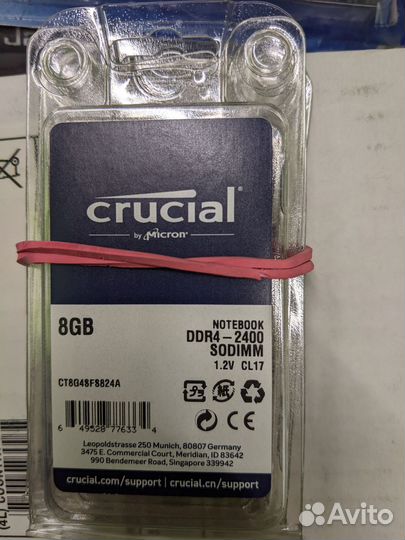 crucial
by Micron
8GB
NOTEBOOK
DDR4-2400
SODIMM
1.2V CL17
CT8G4SFS824A
6 49528 77633 4
Leopoldstrasse 250 Munich, 80807 Germany
3475 E. Commercial Court, Meridian, ID 83642
990 Bendemeer Road, Singapore 339942
crucial.com/support | crucial.cn/support
Avito